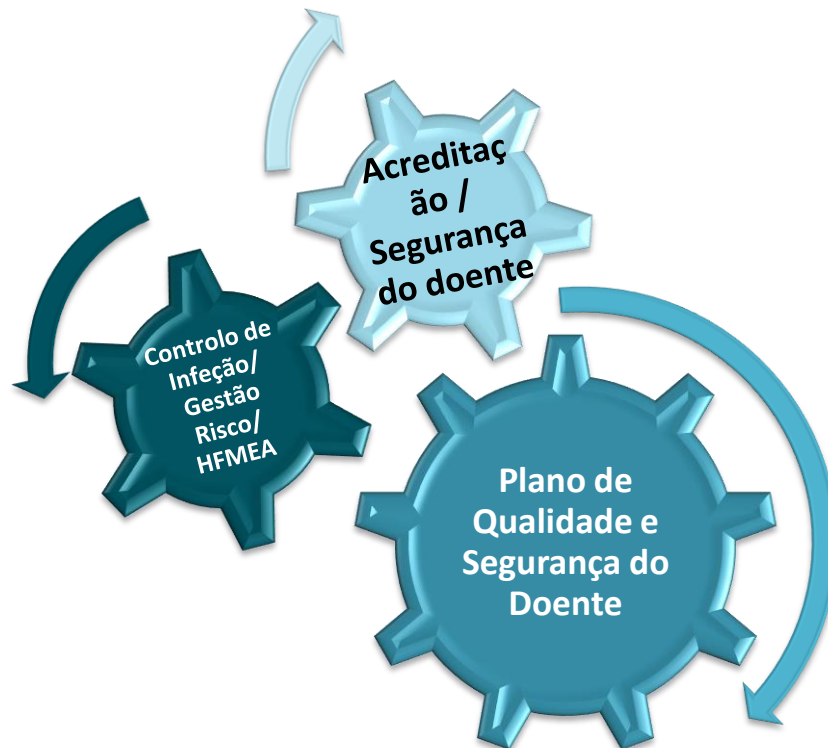 Acreditaç
ão /
Segurança
do doente
Controlo de
Infeção/
Gestão
Risco/
HFMEA
Plano de
Qualidade e
Segurança do
Doente